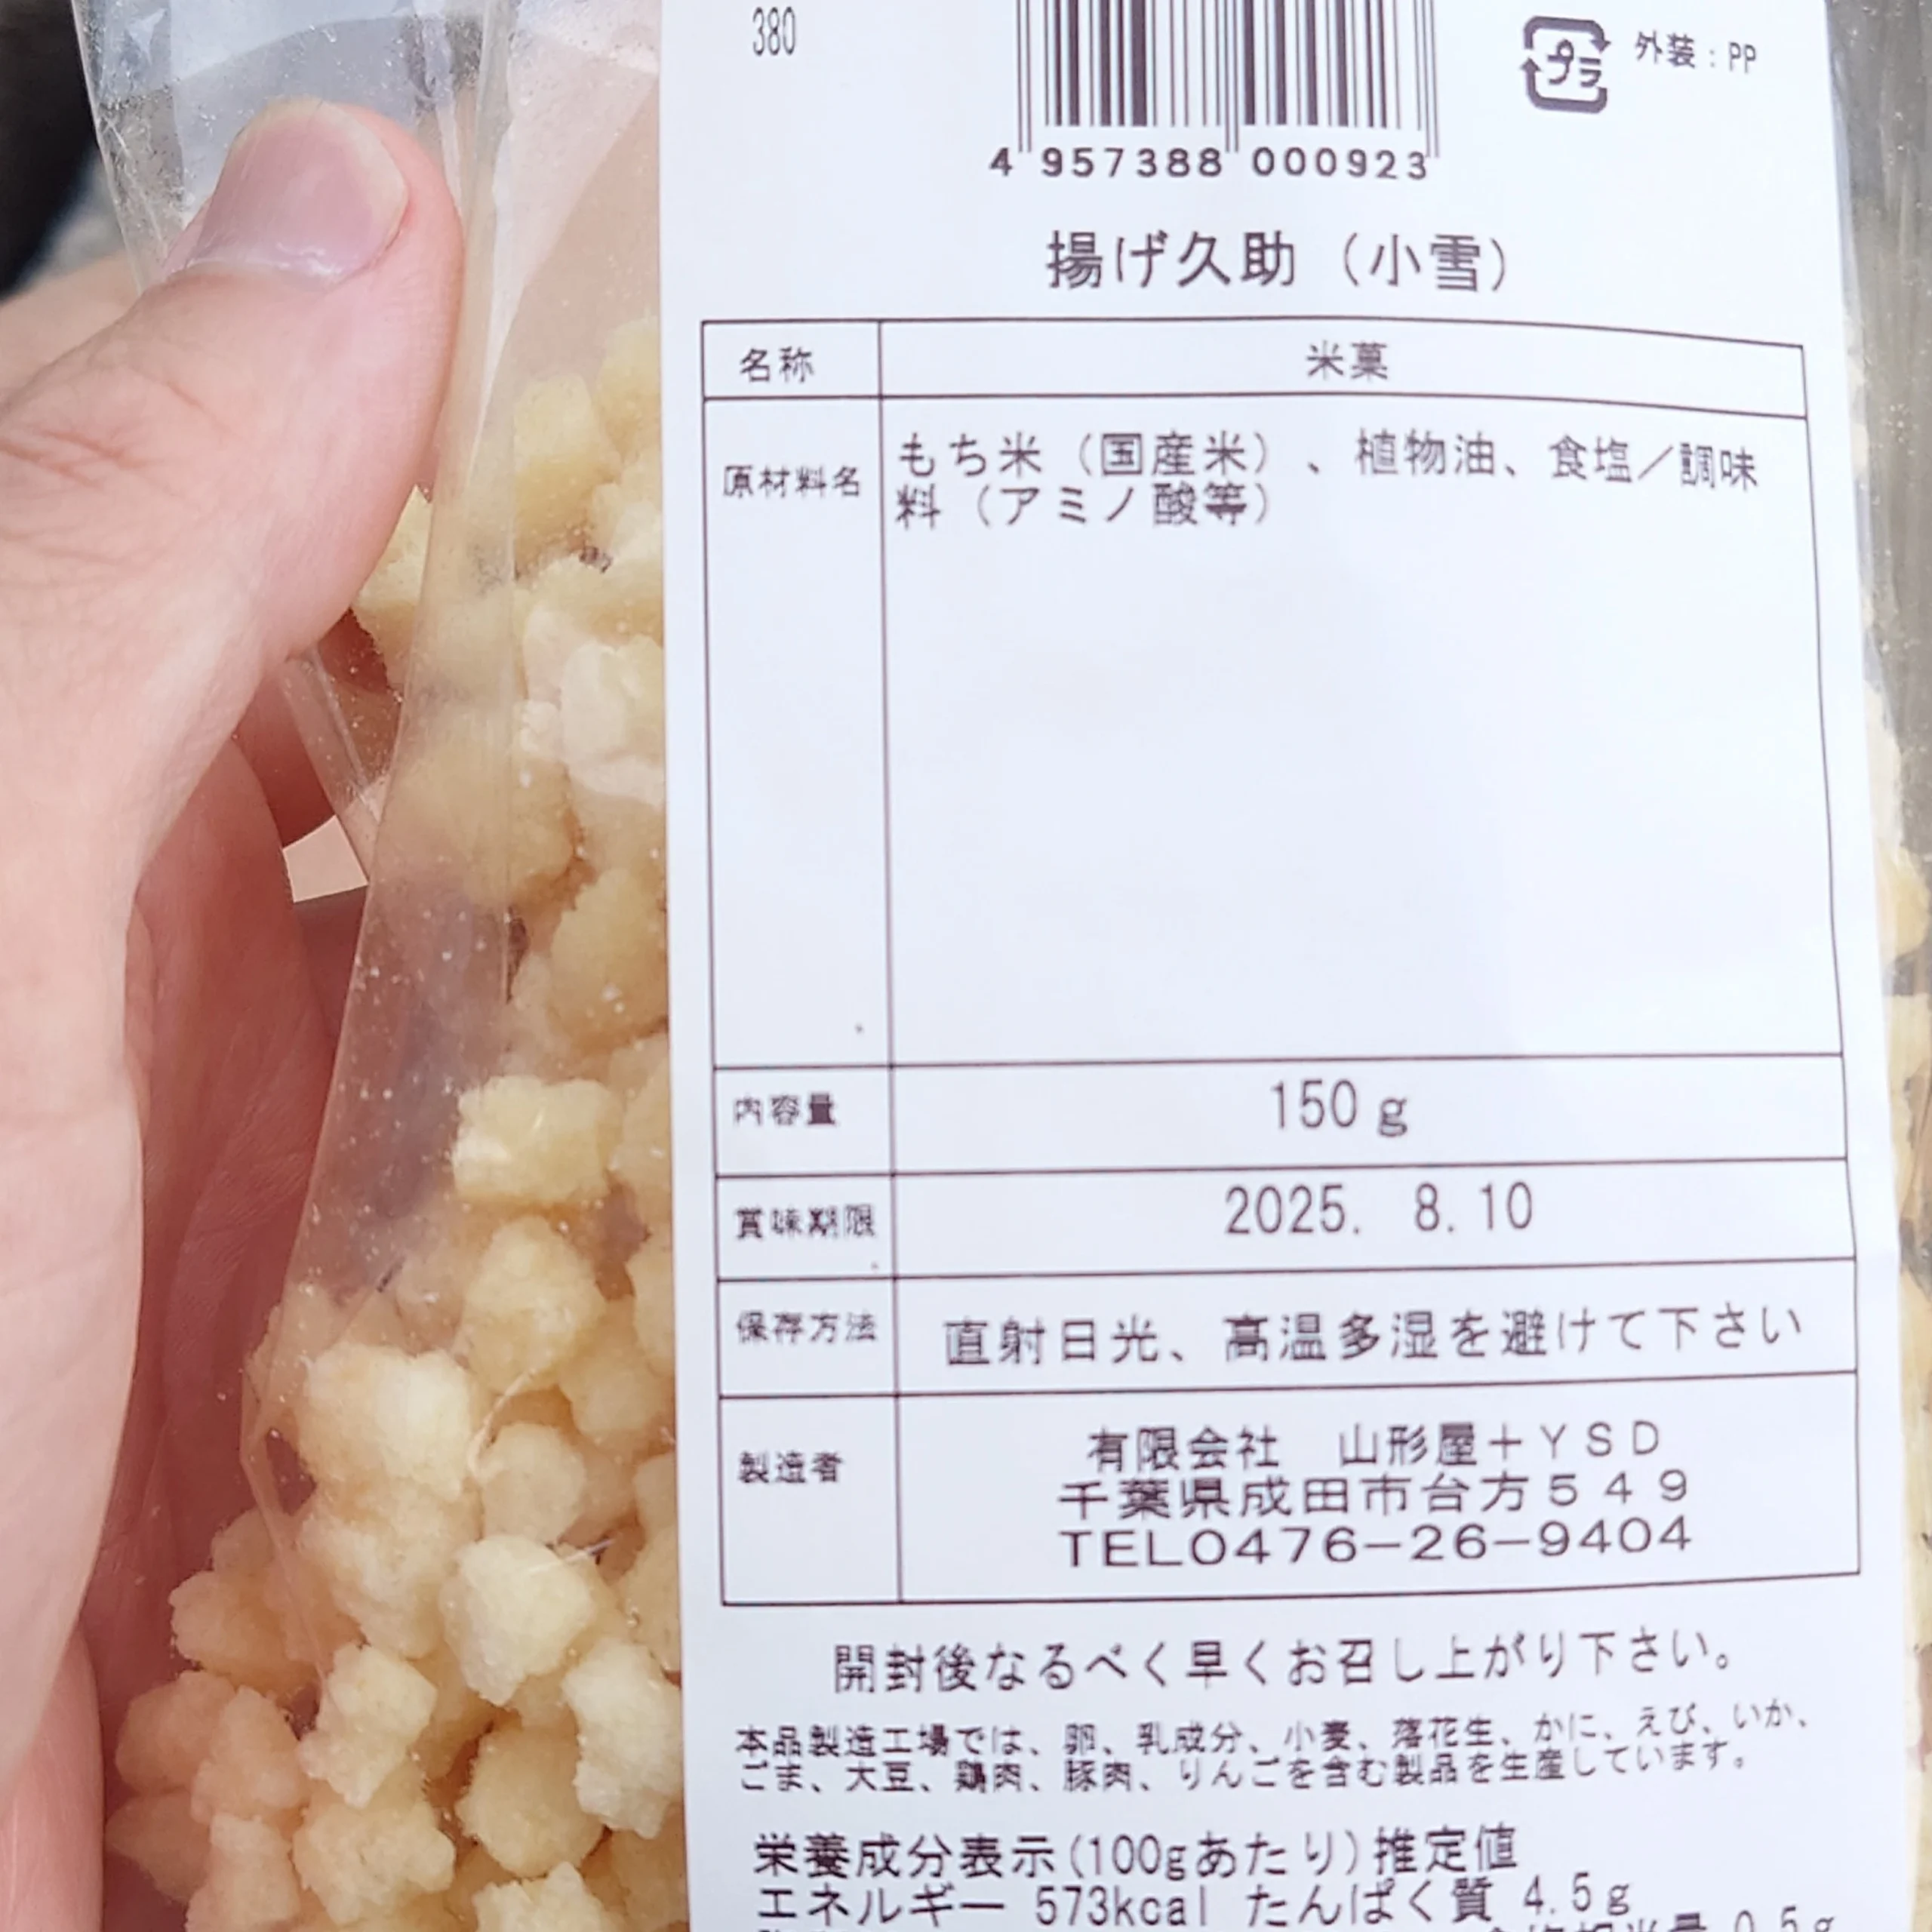 380
プラ 外装：PP
4 957388 000923
揚げ久助（小雪）
名称 米菓
原材料名 もち米（国産米）、植物油、食塩／調味
料（アミノ酸等）
内容量 150g
賞味期限 2025. 8.10
保存方法 直射日光、高温多湿を避けて下さい
製造者 有限会社 山形屋＋YSD
千葉県成田市台方549
TEL0476-26-9404
開封後なるべく早くお召し上がり下さい。
本品製造工場では、卵、乳成分、小麦、落花生、かに、えび、いか、
ごま、大豆、鶏肉、豚肉、りんごを含む製品を生産しています。
栄養成分表示(100gあたり)推定値
エネルギー 573kcal たんぱく質 4.5g
0.5g